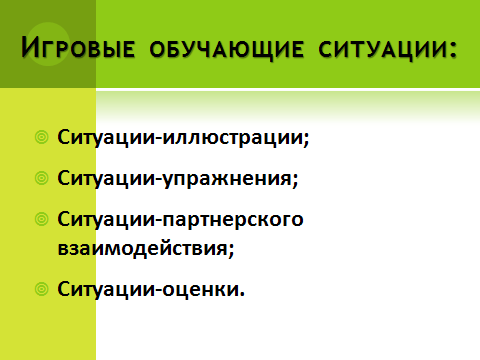 Игровые обучающие ситуации:
Ситуации-иллюстрации;
Ситуации-упражнения;
Ситуации-партнерского
взаимодействия;
Ситуации-оценки.